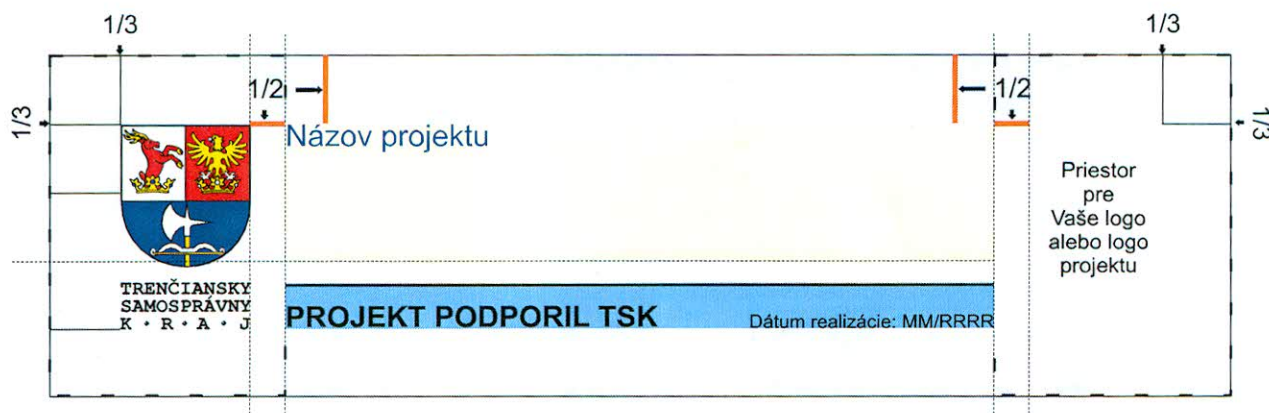 1/3
1/3
1/2
1/2
1/3
1/3
Názov projektu
Priestor
pre
Vaše logo
alebo logo
projektu
TRENČIANSKY
SAMOSPRÁVNY
K · R · A · J
PROJEKT PODPORIL TSK
Dátum realizácie: MM/RRRR